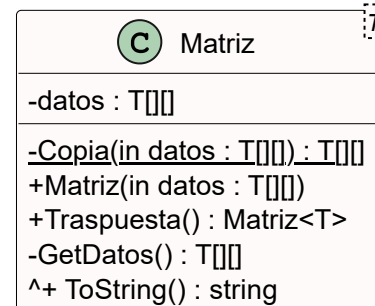 C Matriz
-datos : T[][]
-Copia(in datos : T[][]) : T[][]
+Matriz(in datos : T[][])
+Traspuesta() : Matriz<T>
-GetDatos() : T[][]
^+ ToString() : string